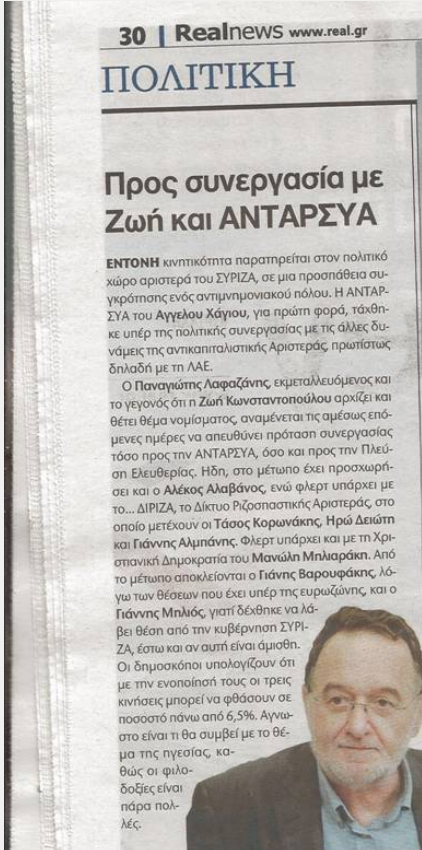 30 | Realnews www.real.gr
ΠΟΛΙΤΙΚΗ
Προς συνεργασία με
Ζωή και ΑΝΤΑΡΣΥΑ
ΕΝΤΟΝΗ κινητικότητα παρατηρείται στον πολιτικό
χώρο αριστερά του ΣΥΡΙΖΑ, σε μια προσπάθεια συ-
γκρότησης ενός αντιμνημονιακού πόλου. Η ΑΝΤΑΡ-
ΣΥΑ του Αγγελου Χάγιου, για πρώτη φορά, τάχθη-
κε υπέρ της πολιτικής συνεργασίας με τις άλλες δυ-
νάμεις της αντικαπιταλιστικής Αριστεράς, πρωτίστως
δηλαδή με τη ΛΑΕ.
Ο Παναγιώτης Λαφαζάνης, εκμεταλλευόμενος και
το γεγονός ότι η Ζωή Κωνσταντοπούλου αρχίζει και
θέτει θέμα νομίσματος, αναμένεται τις αμέσως επό-
μενες ημέρες να απευθύνει πρόταση συνεργασίας
τόσο προς την ΑΝΤΑΡΣΥΑ, όσο και προς την Πλεύ-
ση Ελευθερίας. Ηδη, στο μέτωπο έχει προσχωρή-
σει και ο Αλέκος Αλαβάνος, ενώ φλερτ υπάρχει με
το... ΔΙΡΙΖΑ, το Δίκτυο Ριζοσπαστικής Αριστεράς, στο
οποίο μετέχουν οι Τάσος Κορωνάκης, Ηρώ Διώτη
και Γιάννης Αλμπάνης. Φλερτ υπάρχει και με τη Χρι-
στιανική Δημοκρατία του Μανώλη Μηλιαράκη. Από
το μέτωπο αποκλείονται ο Γιάνης Βαρουφάκης, λό-
γω των θέσεων που έχει υπέρ της ευρωζώνης, και ο
Γιάννης Μηλιός, γιατί δέχθηκε να λά-
βει θέση από την κυβέρνηση ΣΥΡΙ-
ΖΑ, έστω και αν αυτή είναι άμισθη.
Οι δημοσκόποι υπολογίζουν ότι
με την ενοποίησή τους οι τρεις
κινήσεις μπορεί να φθάσουν σε
ποσοστό πάνω από 6,5%. Αγνω-
στο είναι τι θα συμβεί με το θέ-
μα της ηγεσίας, κα-
θώς οι φιλο-
δοξίες είναι
πάρα πολ-
λές.